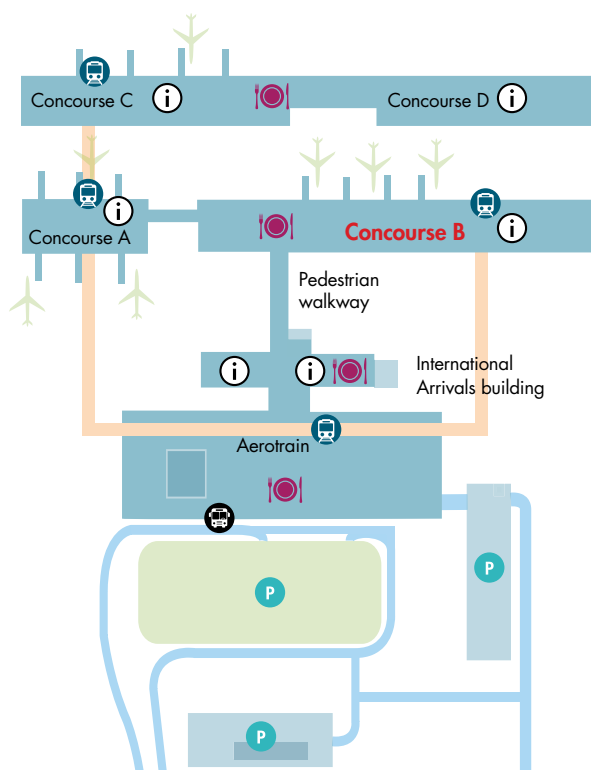 Concourse C
i
Concourse D
i
i
Concourse A
Concourse B
i
Pedestrian
walkway
i
i
International
Arrivals building
Aerotrain
P
P
P